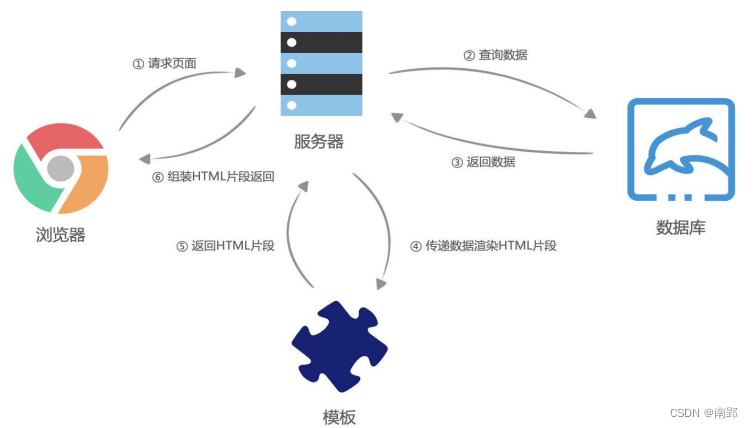 ① 请求页面
② 查询数据
服务器
③ 返回数据
⑥ 组装HTML片段返回
浏览器
数据库
⑤ 返回HTML片段
④ 传递数据渲染HTML片段
模板
CSDN @南郢